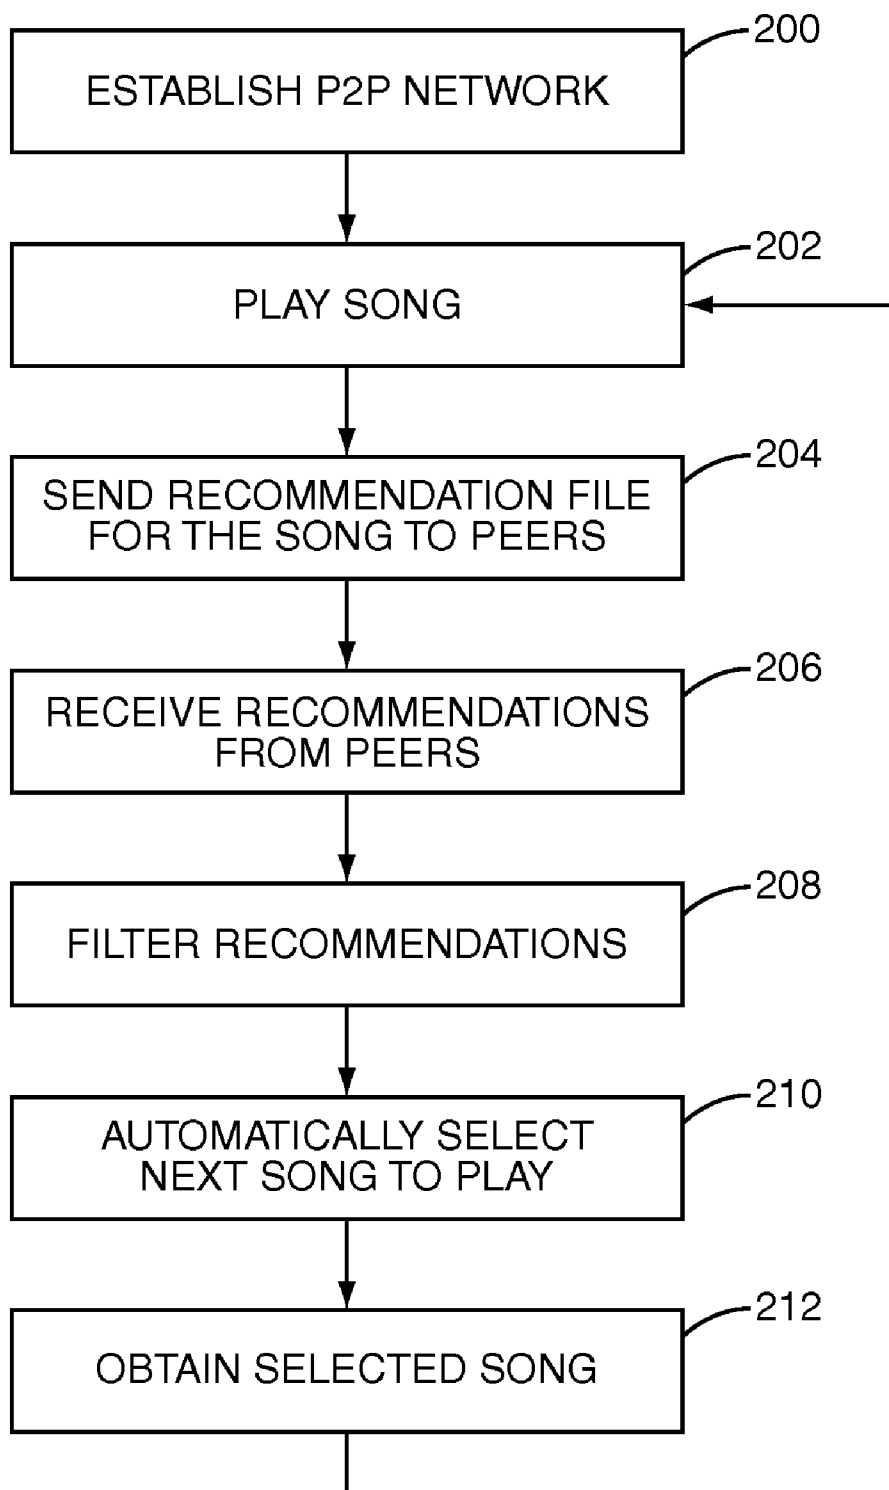 200
ESTABLISH P2P NETWORK
202
PLAY SONG
204
SEND RECOMMENDATION FILE
FOR THE SONG TO PEERS
206
RECEIVE RECOMMENDATIONS
FROM PEERS
208
FILTER RECOMMENDATIONS
210
AUTOMATICALLY SELECT
NEXT SONG TO PLAY
212
OBTAIN SELECTED SONG